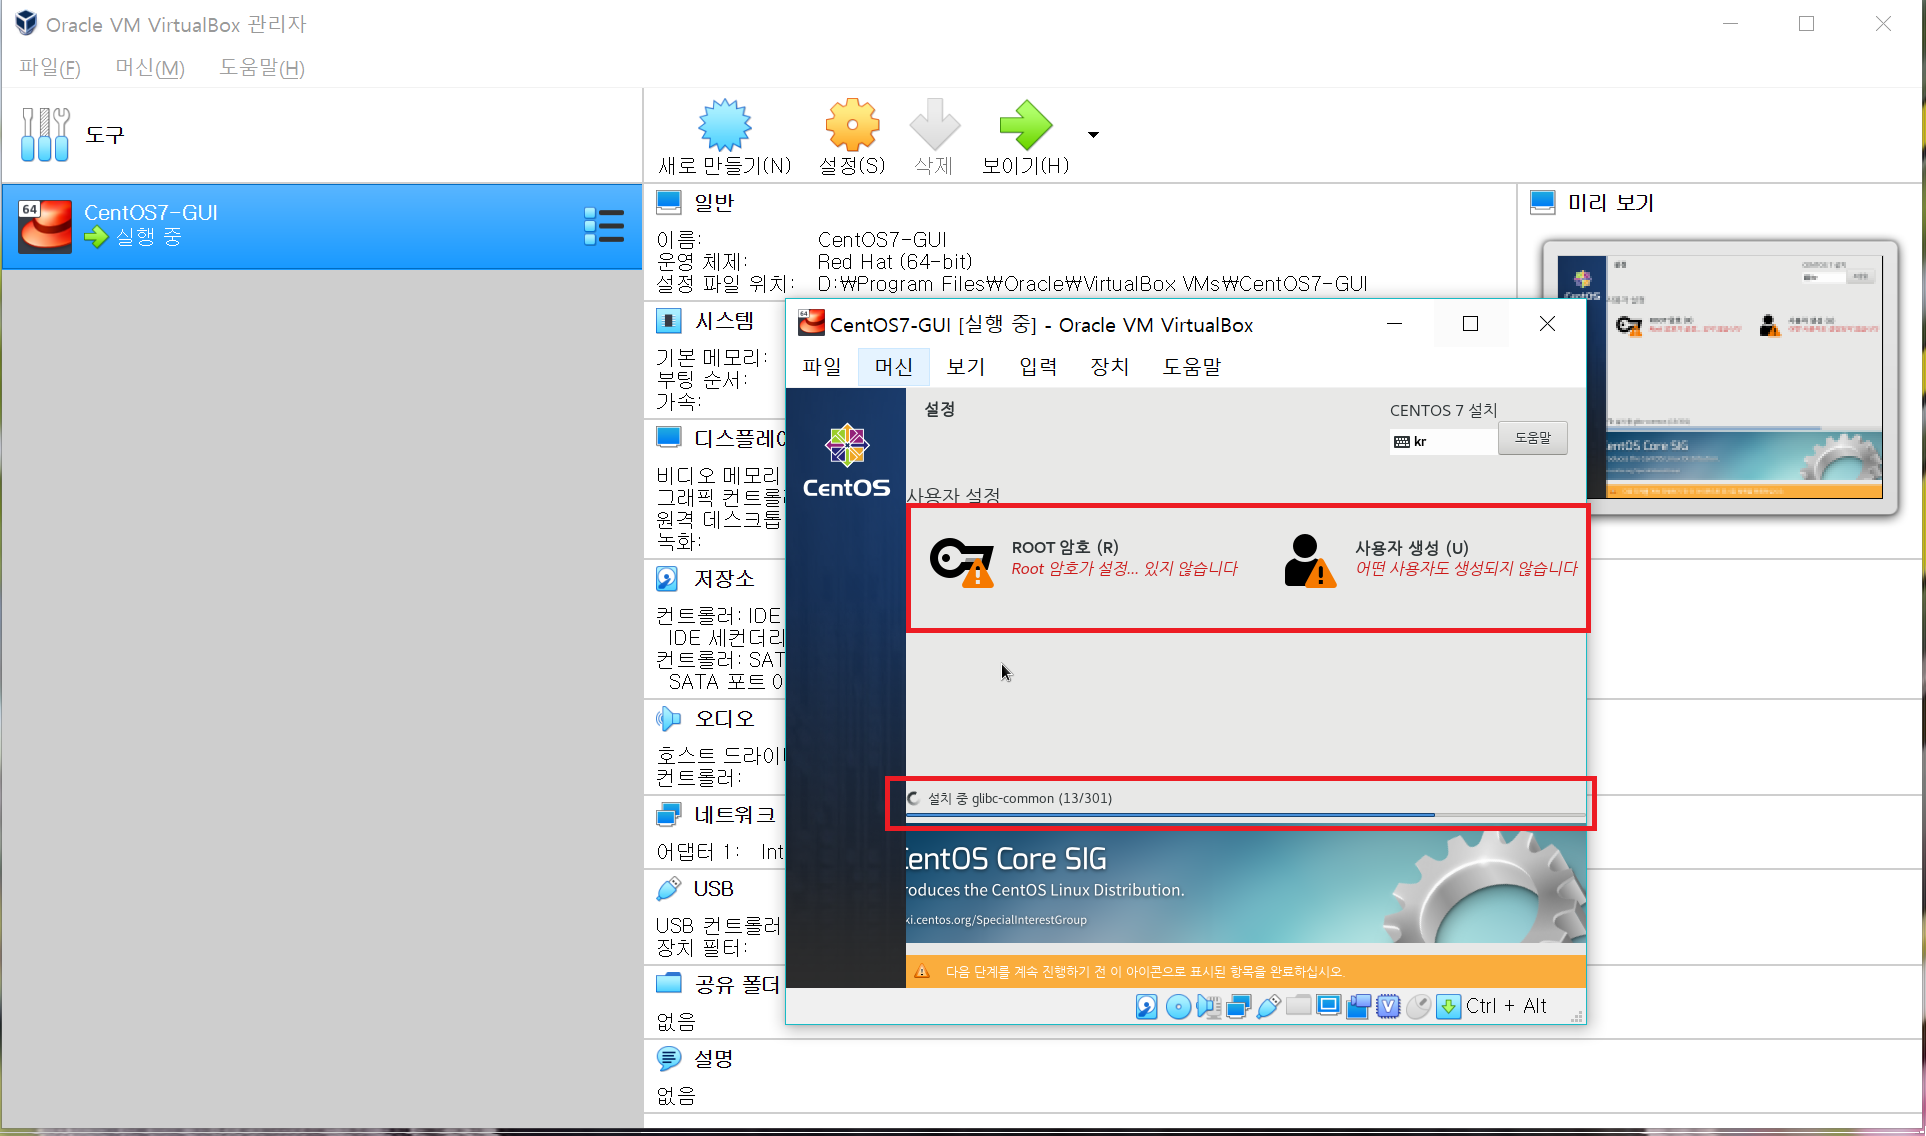 Oracle VM VirtualBox 관리자
파일(F) 머신(M) 도움말(H)
도구
새로 만들기(N) 설정(S) 삭제 보이기(H)
64
CentOS7-GUI
실행 중
일반
이름: CentOS7-GUI
운영 체제: Red Hat (64-bit)
설정 파일 위치: D:₩Program Files₩Oracle₩VirtualBox VMs₩CentOS7-GUI
미리 보기
시스템
기본 메모리:
부팅 순서:
가속:
디스플레이
비디오 메모리
그래픽 컨트롤
원격 데스크톱
녹화:
저장소
컨트롤러: IDE
IDE 세컨더리
컨트롤러: SAT
SATA 포트 0
오디오
호스트 드라이
컨트롤러:
네트워크
어댑터 1: Int
USB
USB 컨트롤러
장치 필터:
공유 폴더
없음
설명
없음
64
CentOS7-GUI [실행 중] - Oracle VM VirtualBox
파일 머신 보기 입력 장치 도움말
CentOS
설정
CENTOS 7 설치
kr
도움말
사용자 설정
ROOT 암호 (R)
Root 암호가 설정... 있지 않습니다
사용자 생성 (U)
어떤 사용자도 생성되지 않습니다
설치 중 glibc-common (13/301)
CentOS Core SIG
roduces the CentOS Linux Distribution.
ki.centos.org/SpecialInterestGroup
다음 단계를 계속 진행하기 전 이 아이콘으로 표시된 항목을 완료하십시오.
V
Ctrl + Alt